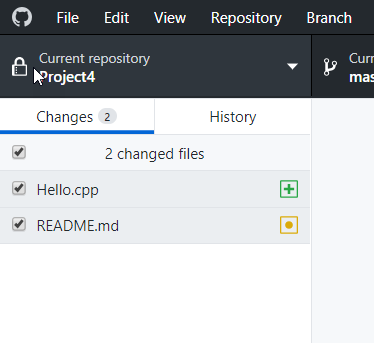 File Edit View Repository Branch
Current repository
Project4
Changes 2 History
2 changed files
Hello.cpp
README.md